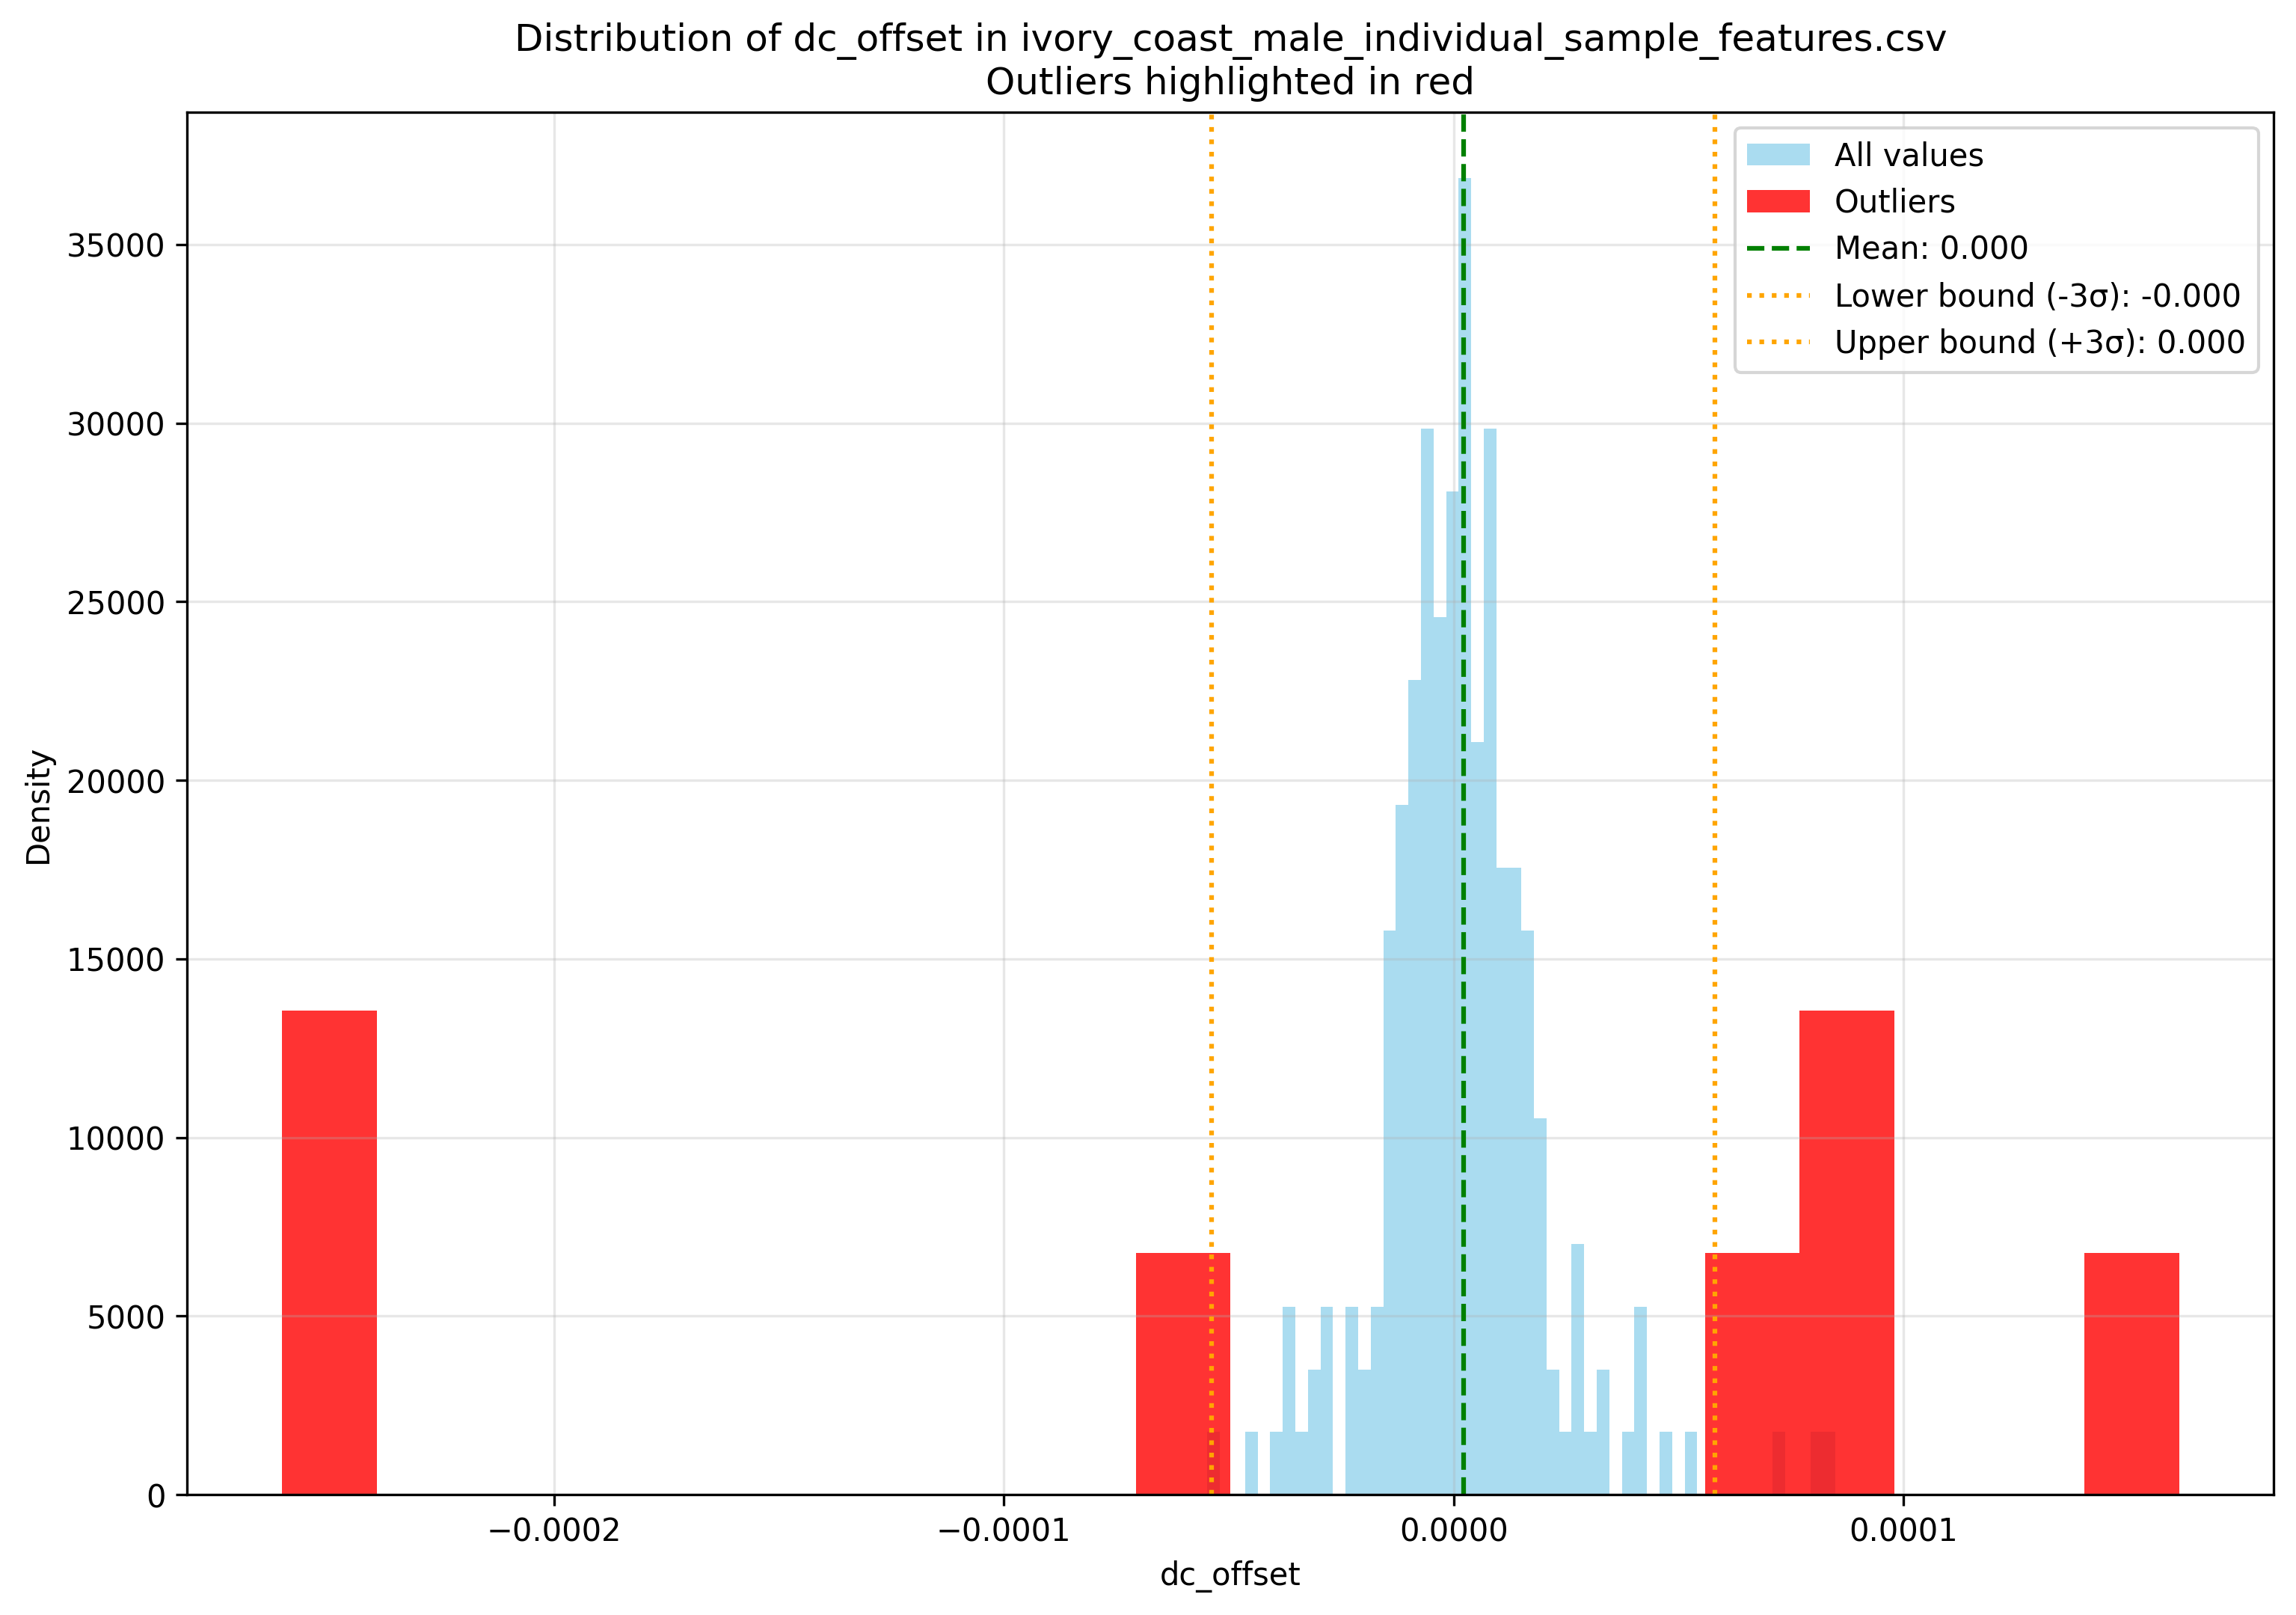 Distribution of dc_offset in ivory_coast_male_individual_sample_features.csv
Outliers highlighted in red
All values
Outliers
Mean: 0.000
Lower bound (-3σ): -0.000
Upper bound (+3σ): 0.000
35000
30000
25000
20000
15000
10000
5000
0
Density
−0.0002
−0.0001
0.0000
0.0001
dc_offset